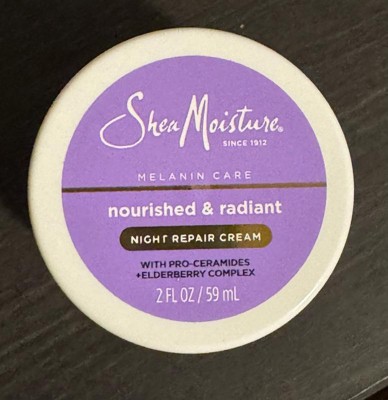 SheaMoisture®
SINCE 1912
MELANIN CARE
nourished & radiant
NIGHT REPAIR CREAM
WITH PRO-CERAMIDES
+ELDERBERRY COMPLEX
2 FL OZ / 59 mL